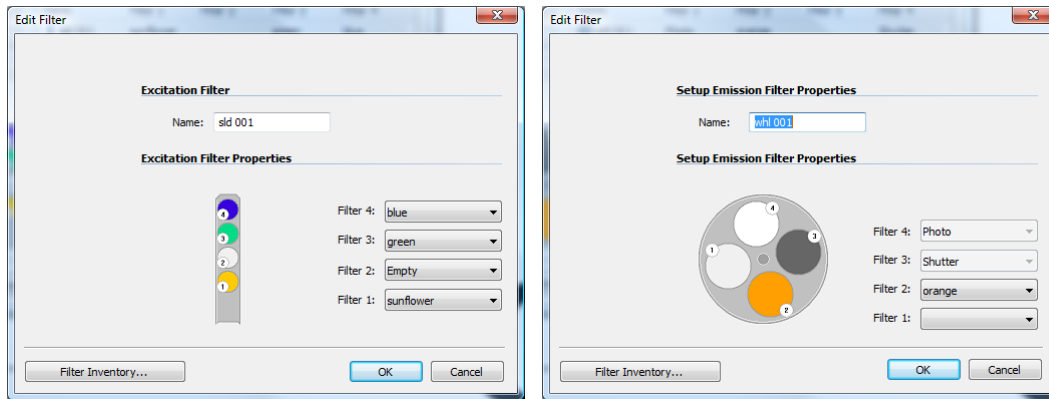 Edit Filter
Excitation Filter
Name: sld 001
Excitation Filter Properties
4
3
2
1
Filter 4: blue
Filter 3: green
Filter 2: Empty
Filter 1: sunflower
Filter Inventory...
OK
Cancel
Edit Filter
Setup Emission Filter Properties
Name: whl 001
Setup Emission Filter Properties
4
3
1
2
Filter 4: Photo
Filter 3: Shutter
Filter 2: orange
Filter 1:
Filter Inventory...
OK
Cancel